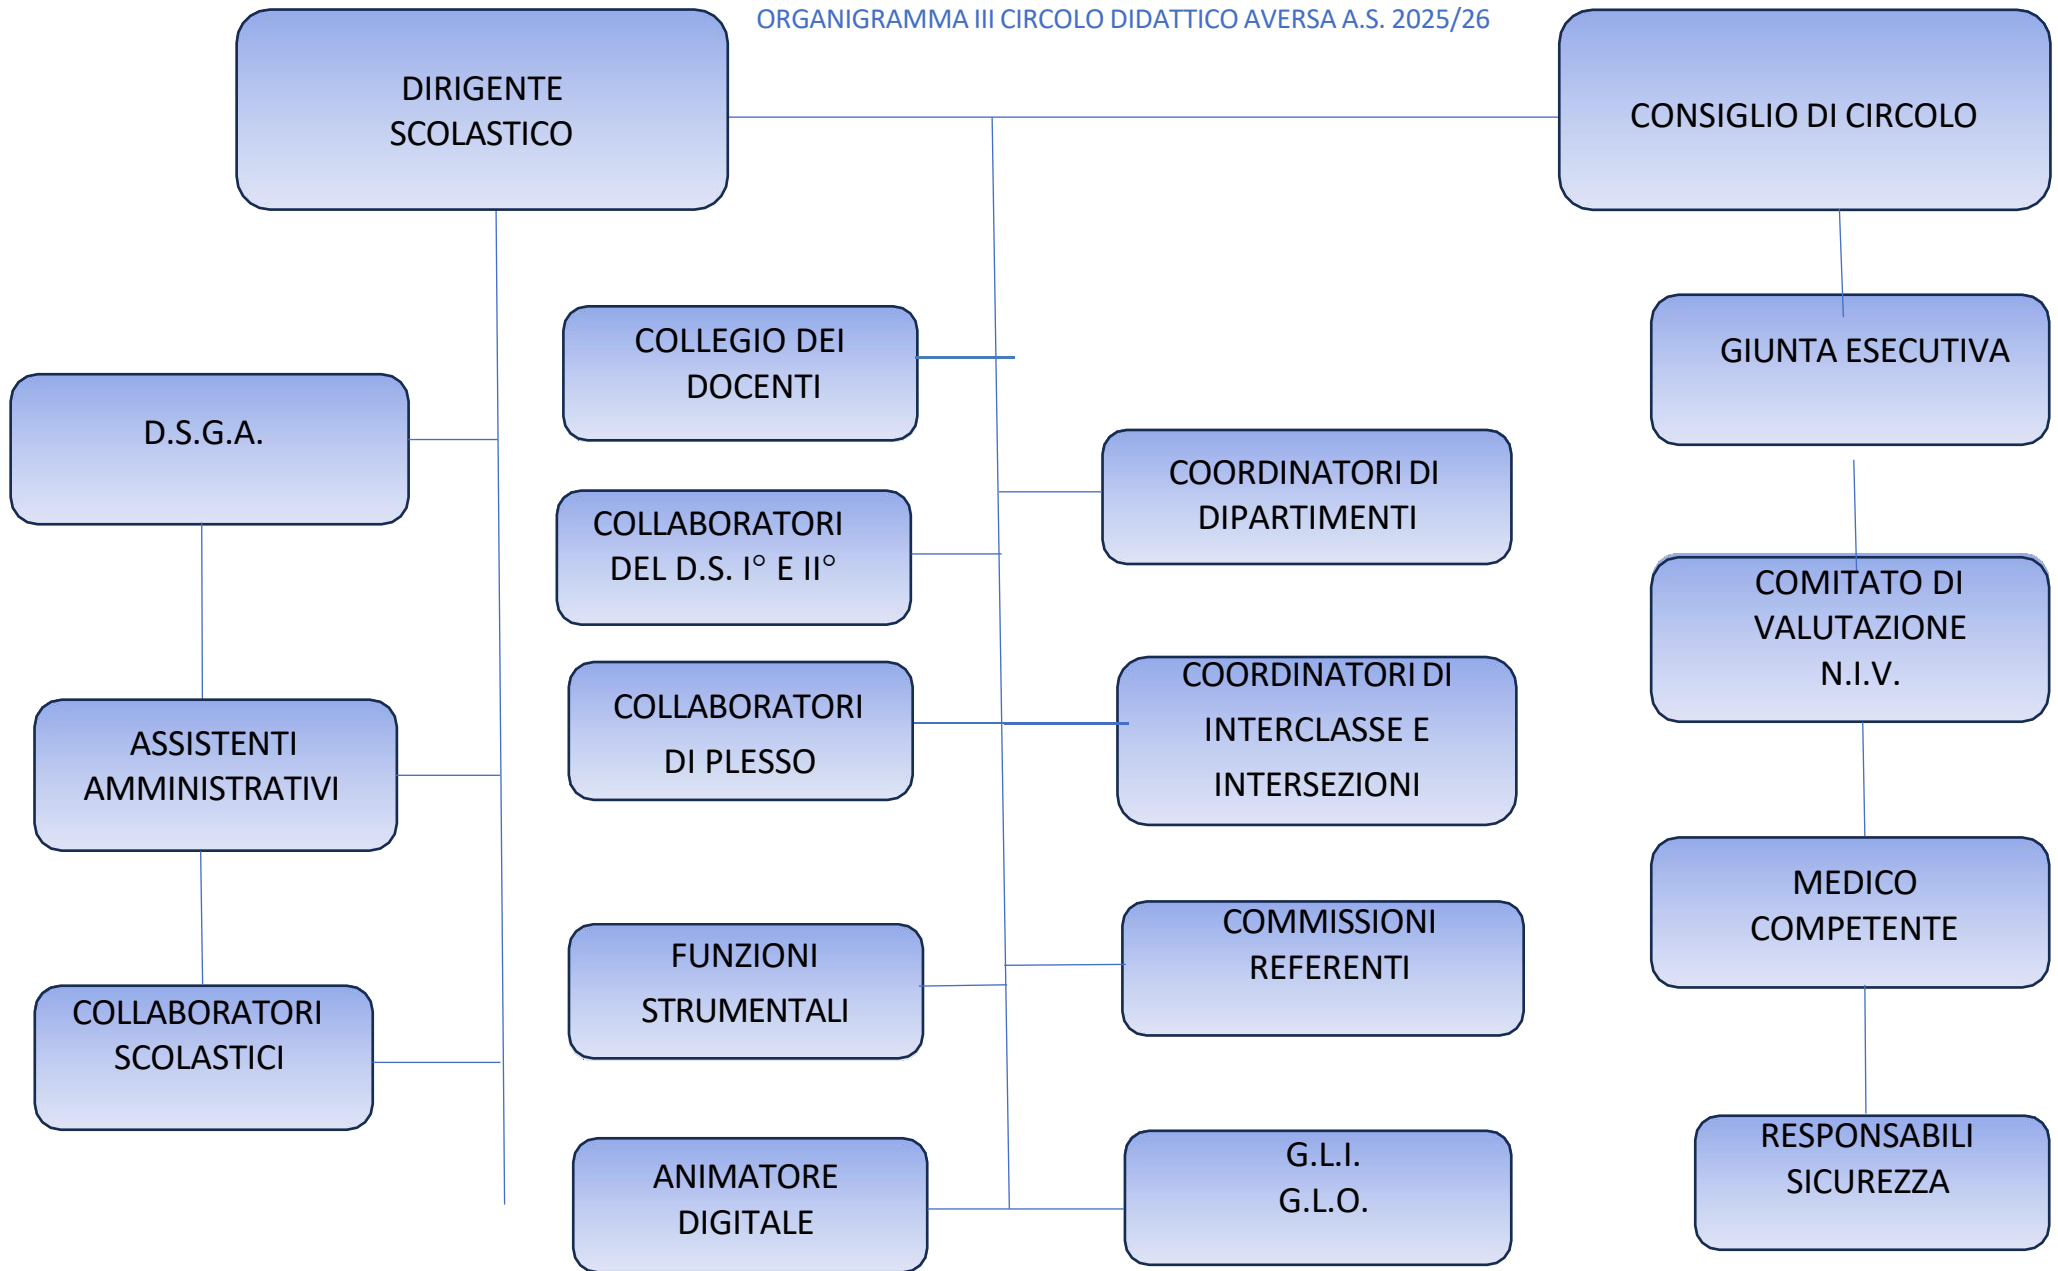 ORGANIGRAMMA III CIRCOLO DIDATTICO AVERSA A.S. 2025/26
DIRIGENTE
SCOLASTICO
CONSIGLIO DI CIRCOLO
COLLEGIO DEI
DOCENTI
GIUNTA ESECUTIVA
D.S.G.A.
COORDINATORI DI
DIPARTIMENTI
COLLABORATORI
DEL D.S. I° E II°
COMITATO DI
VALUTAZIONE
N.I.V.
COLLABORATORI
DI PLESSO
COORDINATORI DI
INTERCLASSE E
INTERSEZIONI
ASSISTENTI
AMMINISTRATIVI
MEDICO
COMPETENTE
FUNZIONI
STRUMENTALI
COMMISSIONI
REFERENTI
COLLABORATORI
SCOLASTICI
RESPONSABILI
SICUREZZA
ANIMATORE
DIGITALE
G.L.I.
G.L.O.